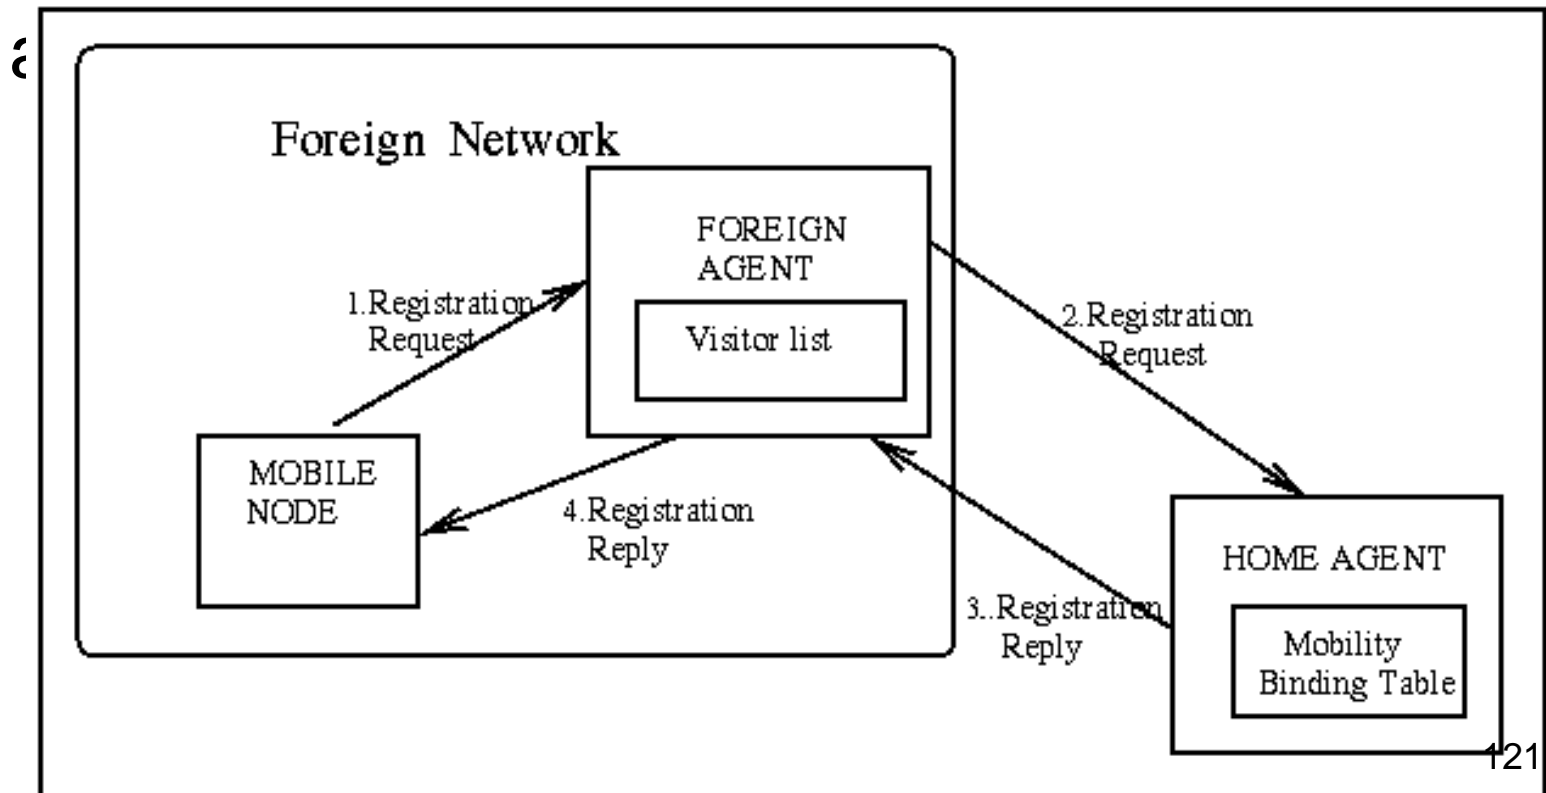 Foreign Network
FOREIGN
AGENT
Visitor list
1.Registration
Request
2.Registration
Request
MOBILE
NODE
4.Registration
Reply
HOME AGENT
Mobility
Binding Table
3..Registration
Reply
121